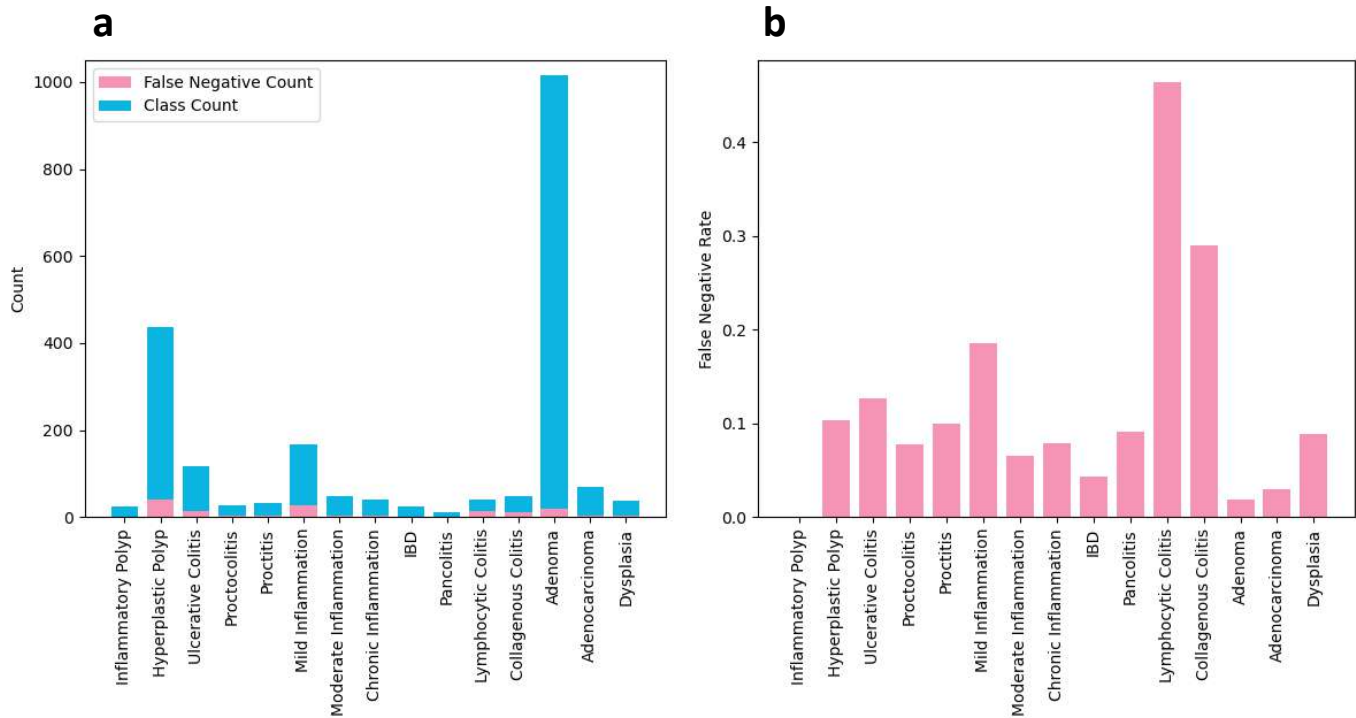 a
1000
800
600
400
200
0
Count
False Negative Count
Class Count
Inflammatory Polyp
Hyperplastic Polyp
Ulcerative Colitis
Proctocolitis
Proctitis
Mild Inflammation
Moderate Inflammation
Chronic Inflammation
IBD
Pancolitis
Lymphocytic Colitis
Collagenous Colitis
Adenoma
Adenocarcinoma
Dysplasia
b
0.4
0.3
0.2
0.1
0.0
False Negative Rate
Inflammatory Polyp
Hyperplastic Polyp
Ulcerative Colitis
Proctocolitis
Proctitis
Mild Inflammation
Moderate Inflammation
Chronic Inflammation
IBD
Pancolitis
Lymphocytic Colitis
Collagenous Colitis
Adenoma
Adenocarcinoma
Dysplasia